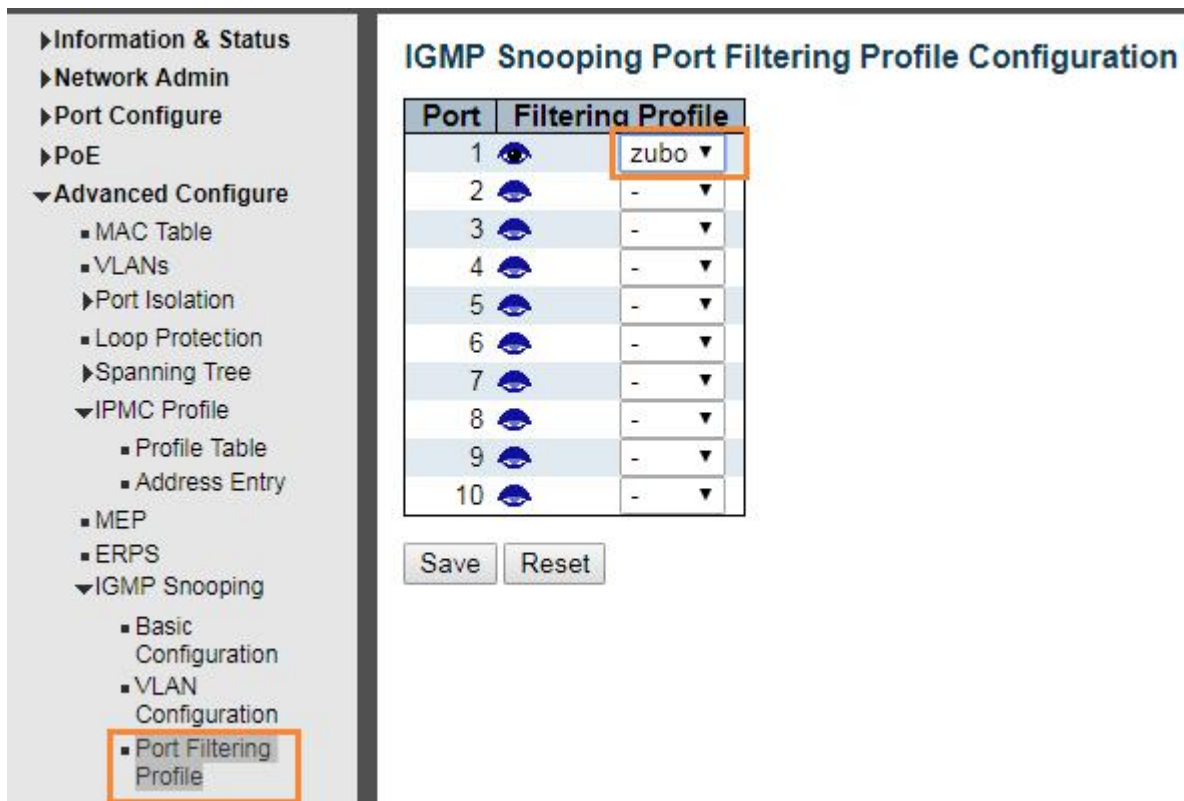 Information & Status
Network Admin
Port Configure
PoE
Advanced Configure
MAC Table
VLANs
Port Isolation
Loop Protection
Spanning Tree
IPMC Profile
Profile Table
Address Entry
MEP
ERPS
IGMP Snooping
Basic
Configuration
VLAN
Configuration
Port Filtering
Profile
IGMP Snooping Port Filtering Profile Configuration
Port Filtering Profile
1 zubo
2 -
3 -
4 -
5 -
6 -
7 -
8 -
9 -
10 -
Save Reset